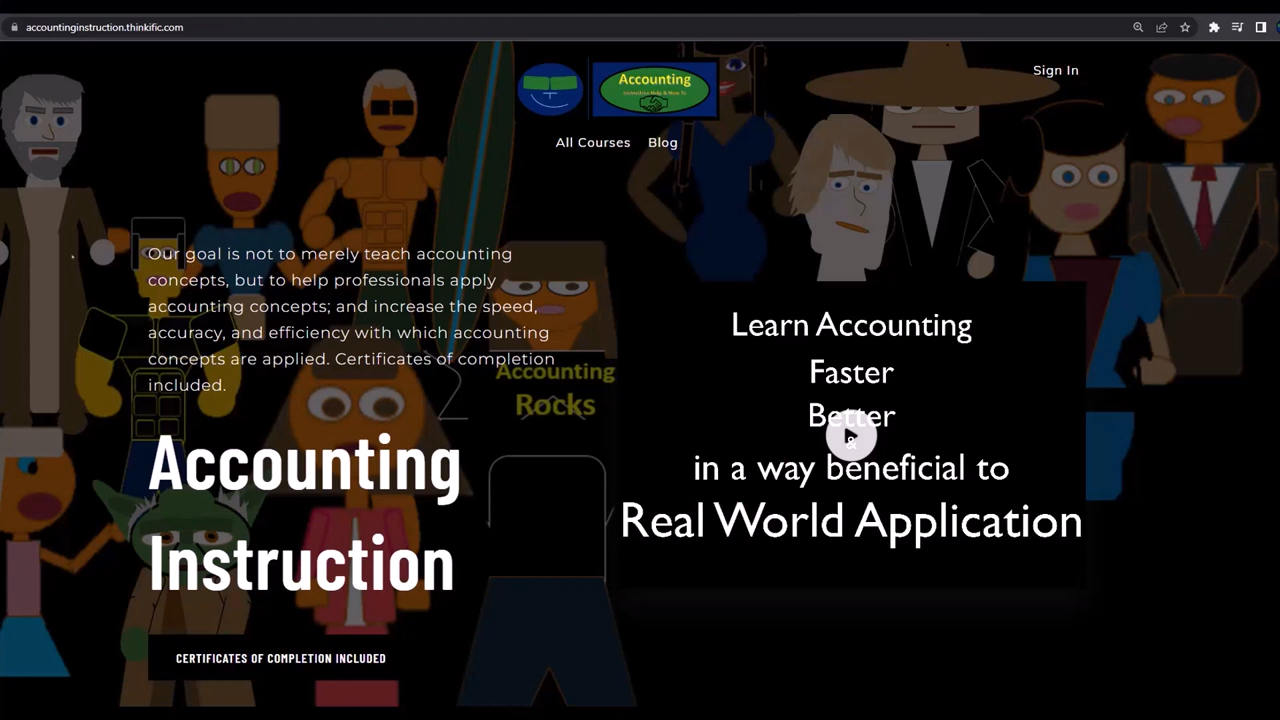 accountinginstruction.thinkific.com
Sign In
Accounting
All Courses Blog
Our goal is not to merely teach accounting
concepts, but to help professionals apply
accounting concepts; and increase the speed,
accuracy, and efficiency with which accounting
concepts are applied. Certificates of completion
included.
Accounting
Rocks
Accounting
Instruction
CERTIFICATES OF COMPLETION INCLUDED
Learn Accounting
Faster
Better
&
in a way beneficial to
Real World Application